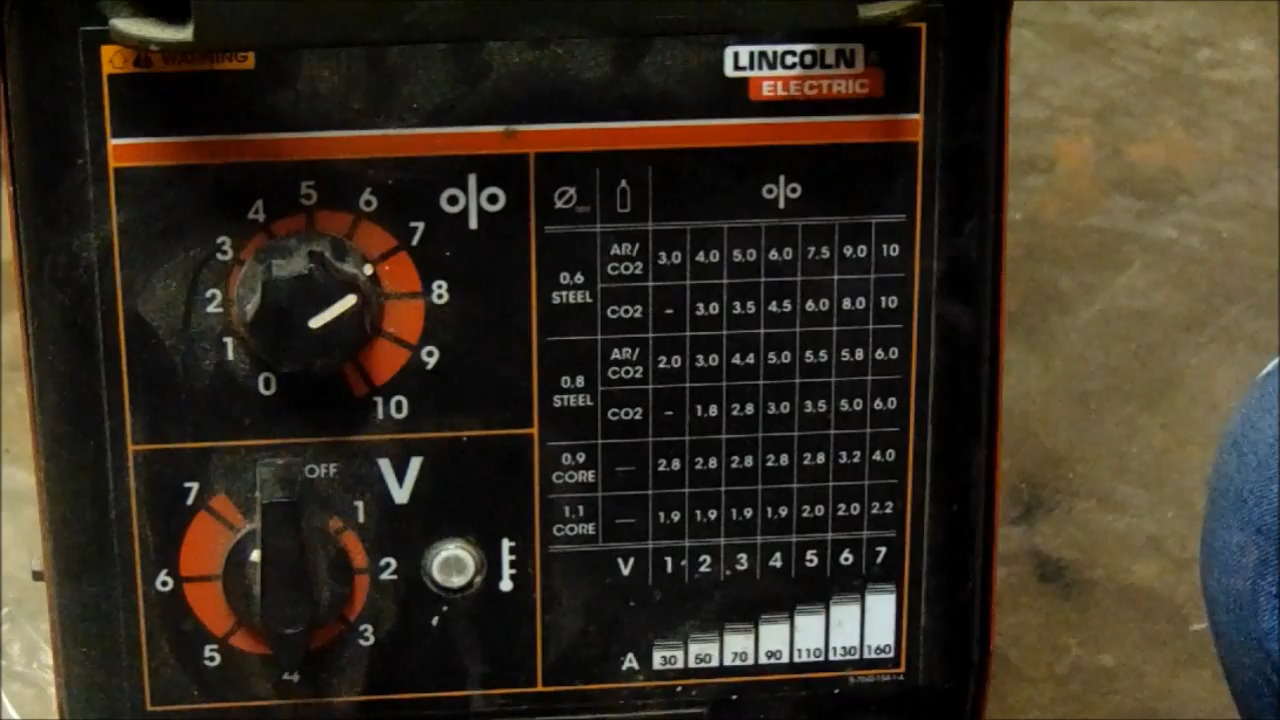 WARNING
LINCOLN
ELECTRIC
o|o
5
4 6
3 7
2 8
1 9
0 10
OFF V
7 1
6 2
5 3
4
Ø o|o
0,6 STEEL AR/CO2 3,0 4,0 5,0 6,0 7,5 9,0 10
CO2 - 3,0 3,5 4,5 6,0 8,0 10
0,8 STEEL AR/CO2 2,0 3,0 4,4 5,0 5,5 5,8 6,0
CO2 - 1,8 2,8 3,0 3,5 5,0 6,0
0,9 CORE — 2,8 2,8 2,8 2,8 2,8 3,2 4,0
1,1 CORE — 1,9 1,9 1,9 1,9 2,0 2,0 2,2
V 1 2 3 4 5 6 7
A 30 50 70 90 110 130 160